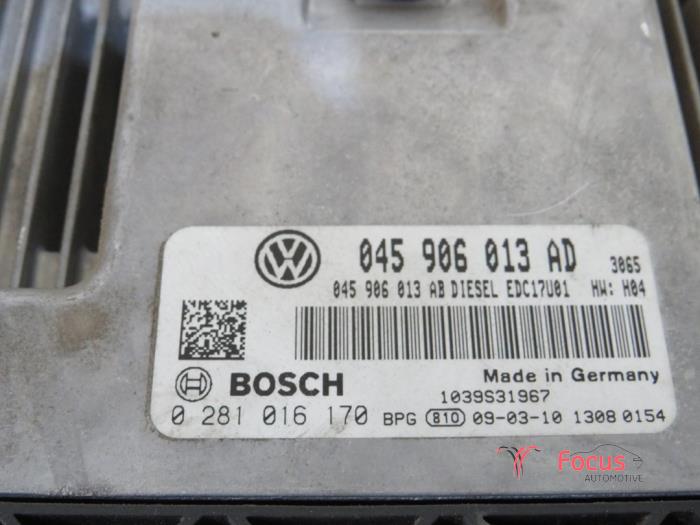 045 906 013 AD 3065
045 906 013 AB DIESEL EDC17U01 HW: H04
BOSCH Made in Germany
1039S31967
0 281 016 170 BPG 810 09-03-10 1308 0154
Focus
AUTOMOTIVE